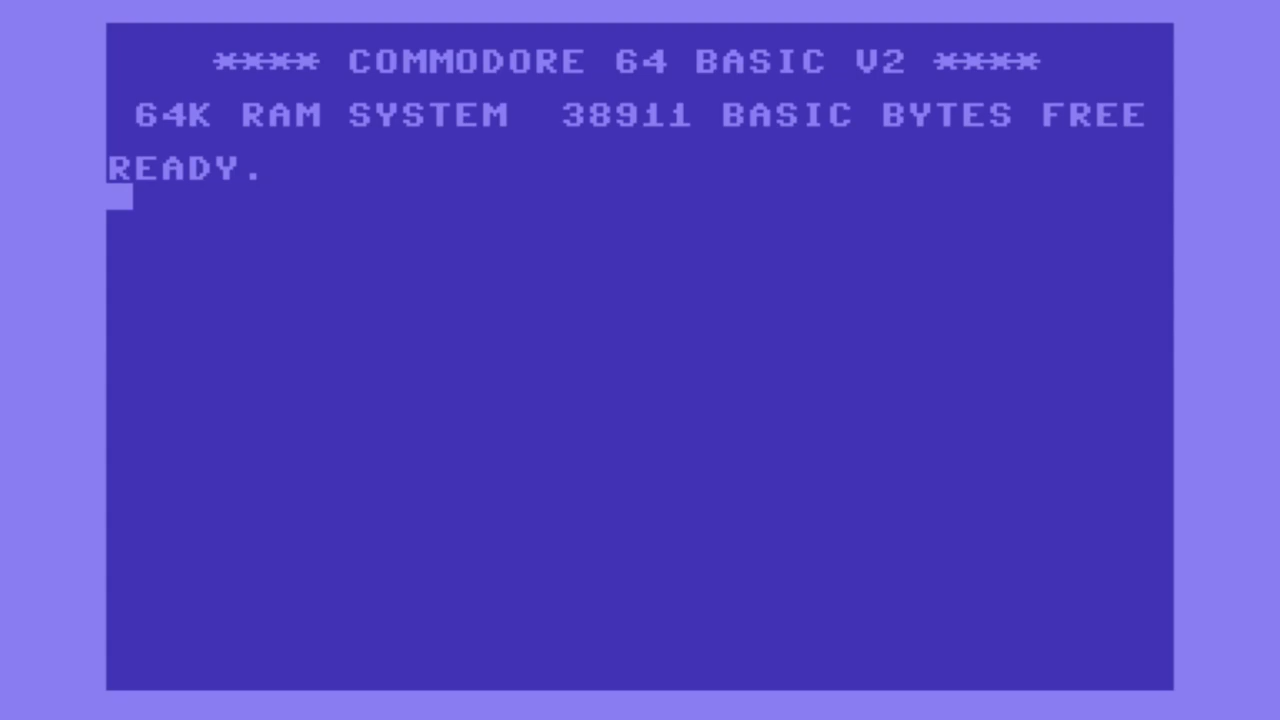 **** COMMODORE 64 BASIC V2 ****
64K RAM SYSTEM  38911 BASIC BYTES FREE
READY.